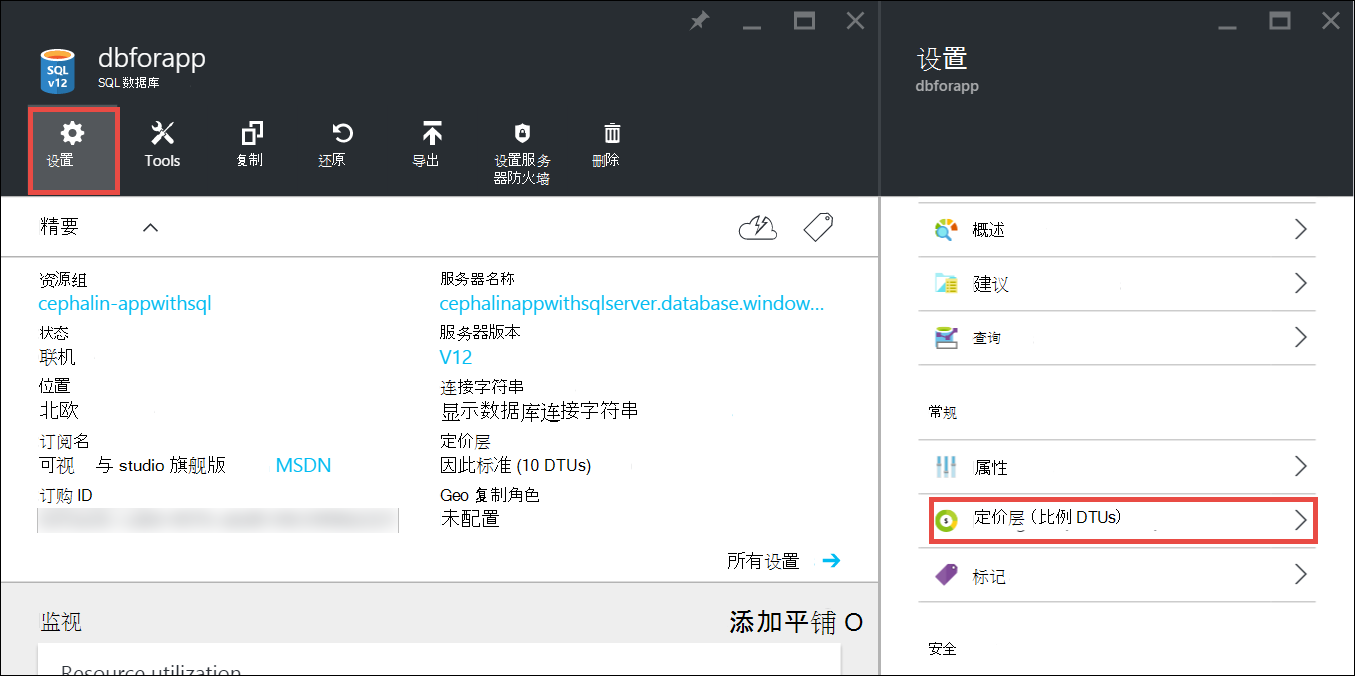 dbforapp
SQL 数据库
SQL
v12
设置
Tools
复制
还原
导出
设置服务
器防火墙
删除
精要
资源组
cephalin-appwithsql
状态
联机
位置
北欧
订阅名
可视 与 studio 旗舰版 MSDN
订购 ID
服务器名称
cephalinappwithsqlserver.database.window...
服务器版本
V12
连接字符串
显示数据库连接字符串
定价层
因此标准 (10 DTUs)
Geo 复制角色
未配置
所有设置
监视
添加平铺 O
Resource utilization
设置
dbforapp
概述
建议
查询
常规
属性
定价层（比例 DTUs）
标记
安全